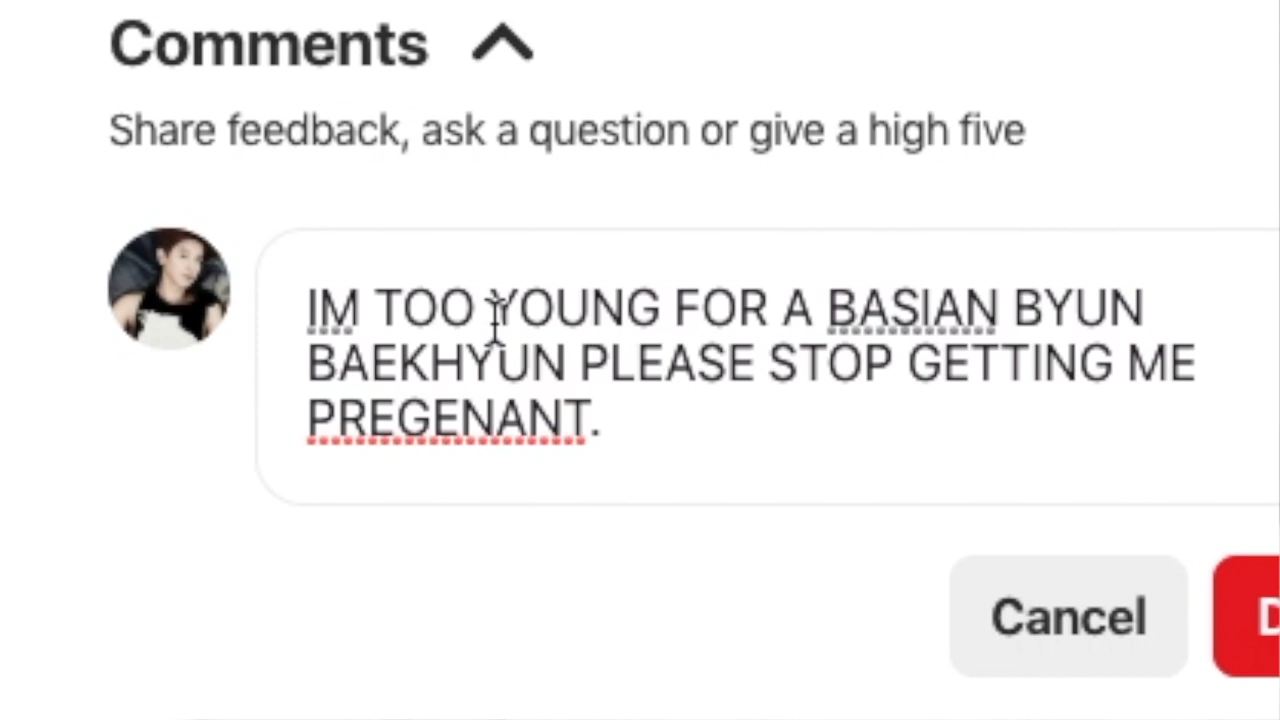 Comments
Share feedback, ask a question or give a high five
IM TOO YOUNG FOR A BASIAN BYUN
BAEKHYUN PLEASE STOP GETTING ME
PREGENANT.
Cancel